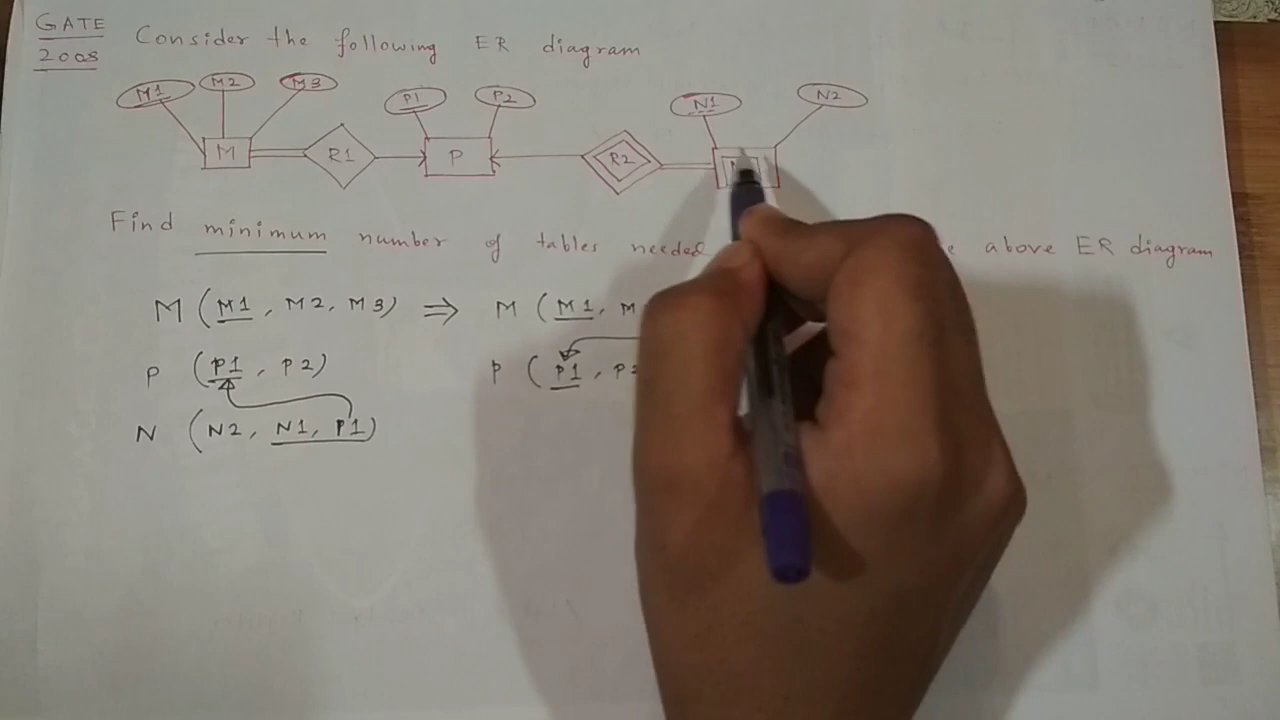 GATE
2008
Consider the following ER diagram
M1 M2 M3 P1 P2 N1 N2
M R1 P R2
Find minimum number of tables needed above ER diagram
M (M1, M2, M3) ⇒ M (M1,
P (P1, P2) P (P1,
N (N2, N1, P1)